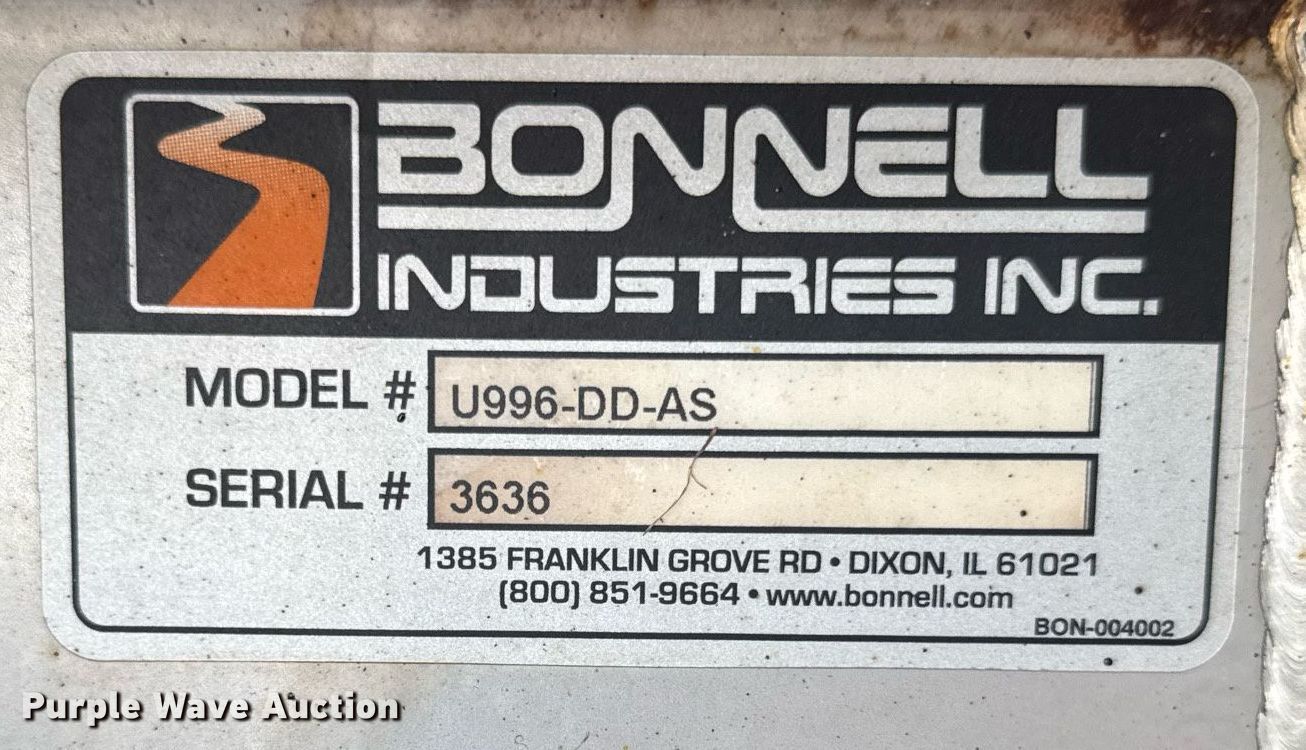 BONNELL
INDUSTRIES INC.
MODEL # U996-DD-AS
SERIAL # 3636
1385 FRANKLIN GROVE RD • DIXON, IL 61021
(800) 851-9664 • www.bonnell.com
BON-004002
Purple Wave Auction